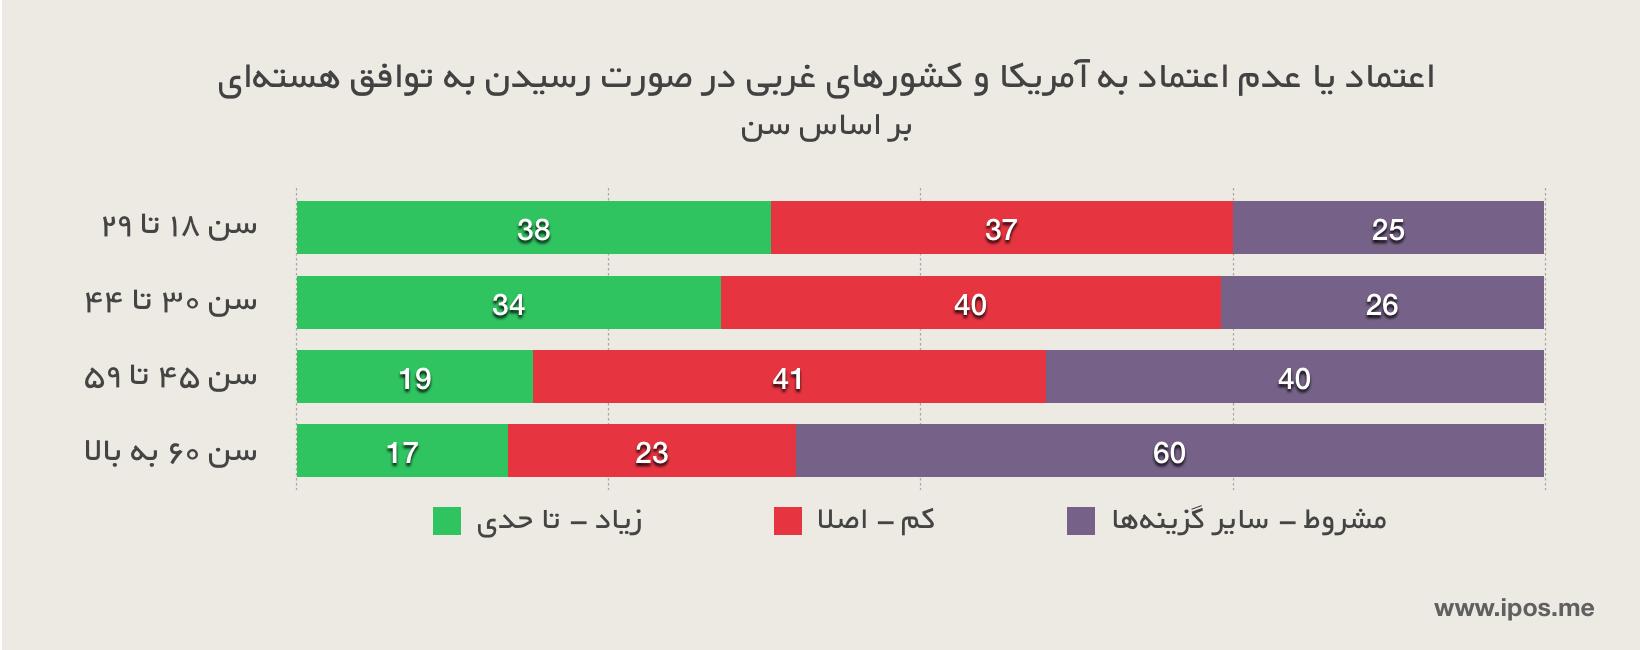 اعتماد یا عدم اعتماد به آمریکا و کشورهای غربی در صورت رسیدن به توافق هسته‌ای
بر اساس سن
سن ۱۸ تا ۲۹ 38 37 25
سن ۳۰ تا ۴۴ 34 40 26
سن ۴۵ تا ۵۹ 19 41 40
سن ۶۰ به بالا 17 23 60
زیاد – تا حدی کم – اصلا مشروط – سایر گزینه‌ها
www.ipos.me